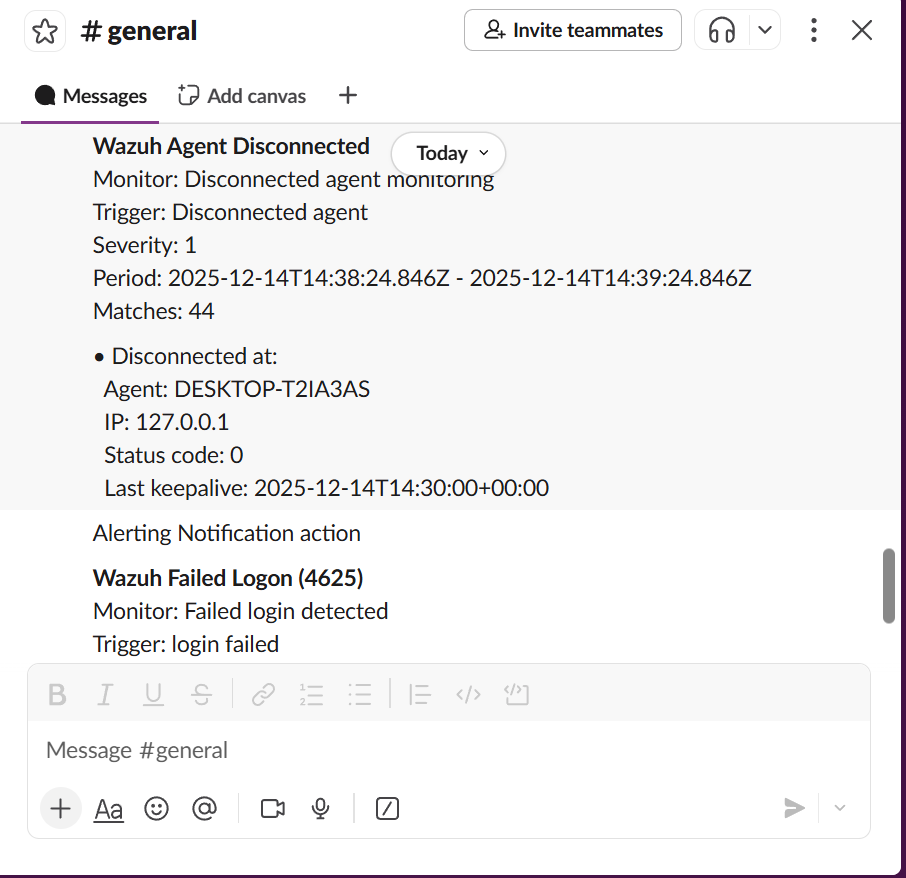 # general
Invite teammates
Messages
Add canvas
Today
Wazuh Agent Disconnected
Monitor: Disconnected agent monitoring
Trigger: Disconnected agent
Severity: 1
Period: 2025-12-14T14:38:24.846Z - 2025-12-14T14:39:24.846Z
Matches: 44
• Disconnected at:
Agent: DESKTOP-T2IA3AS
IP: 127.0.0.1
Status code: 0
Last keepalive: 2025-12-14T14:30:00+00:00
Alerting Notification action
Wazuh Failed Logon (4625)
Monitor: Failed login detected
Trigger: login failed
B I U S
Message #general
Aa